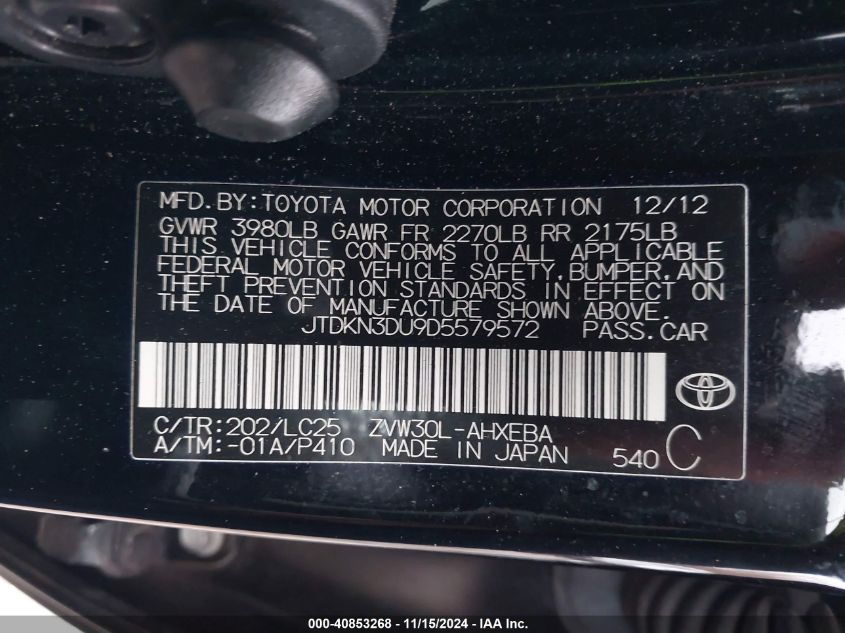 MFD.BY:TOYOTA MOTOR CORPORATION 12/12
GVWR 3980LB GAWR FR 2270LB RR 2175LB
THIS VEHICLE CONFORMS TO ALL APPLICABLE
FEDERAL MOTOR VEHICLE SAFETY,BUMPER,AND
THEFT PREVENTION STANDARDS IN EFFECT ON
THE DATE OF MANUFACTURE SHOWN ABOVE.
JTDKN3DU9D5579572 PASS.CAR
C/TR:202/LC25 ZVW30L-AHXEBA
A/TM:-01A/P410 MADE IN JAPAN 540 C
000-40853268 - 11/15/2024 - IAA Inc.